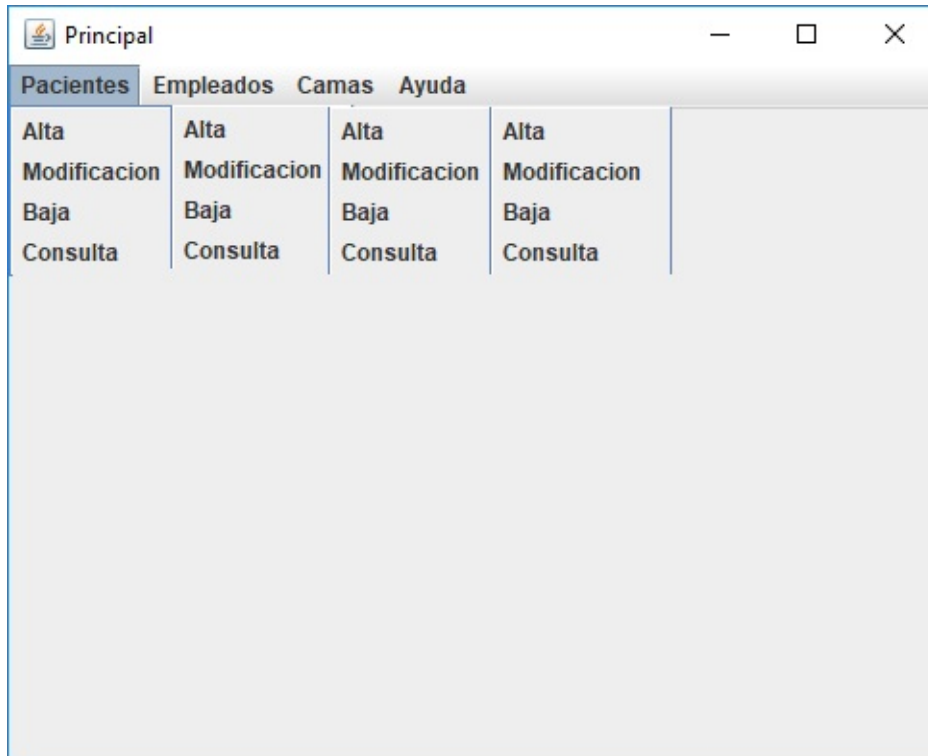 Principal
Pacientes Empleados Camas Ayuda
Alta Alta Alta Alta
Modificacion Modificacion Modificacion Modificacion
Baja Baja Baja Baja
Consulta Consulta Consulta Consulta